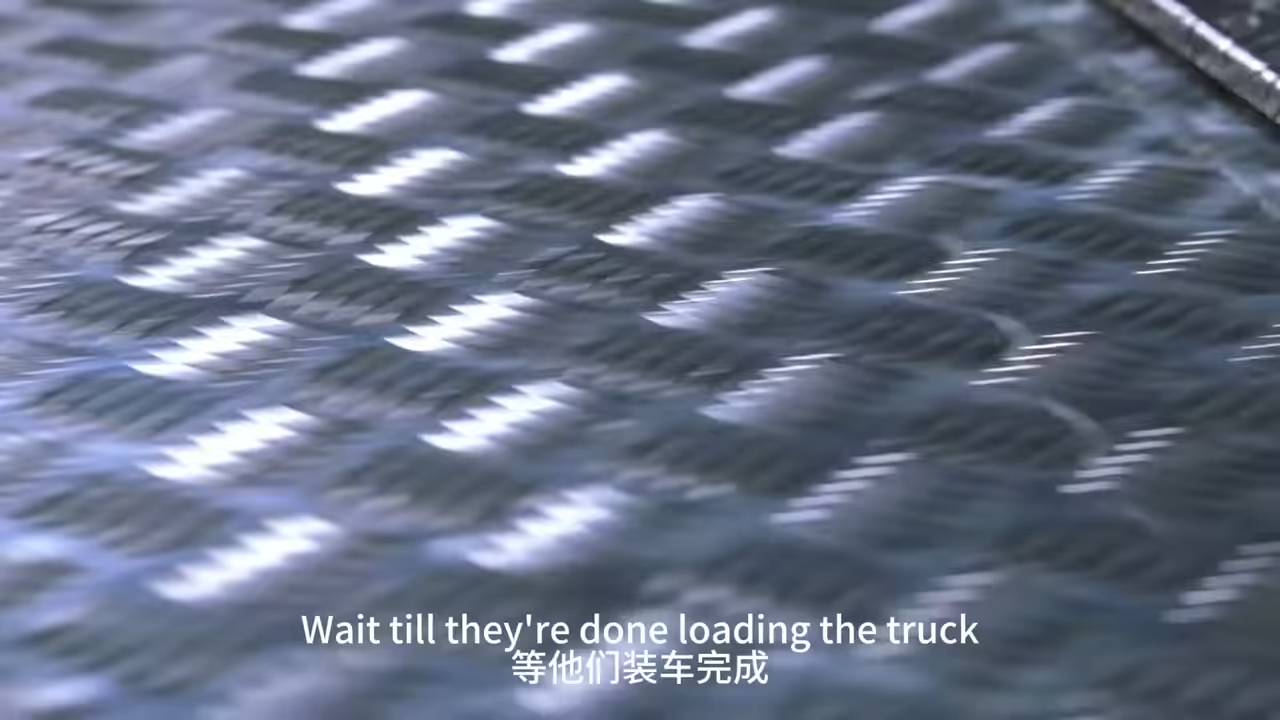 Wait till they're done loading the truck
等他们装车完成